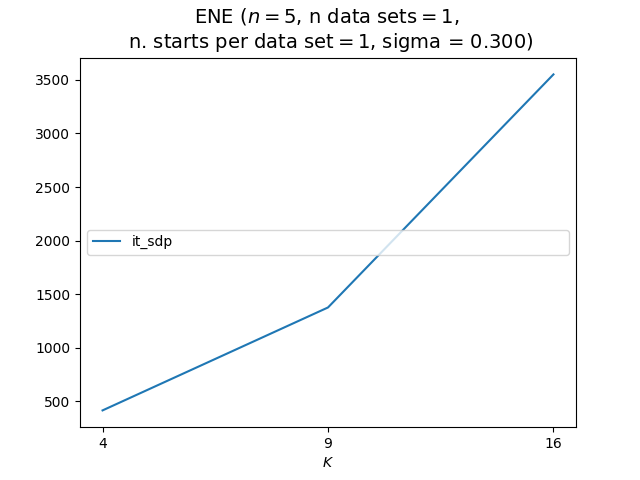 ENE (n = 5, n data sets = 1,
n. starts per data set = 1, sigma = 0.300)
3500
3000
2500
2000
it_sdp
1500
1000
500
4 9 16
K